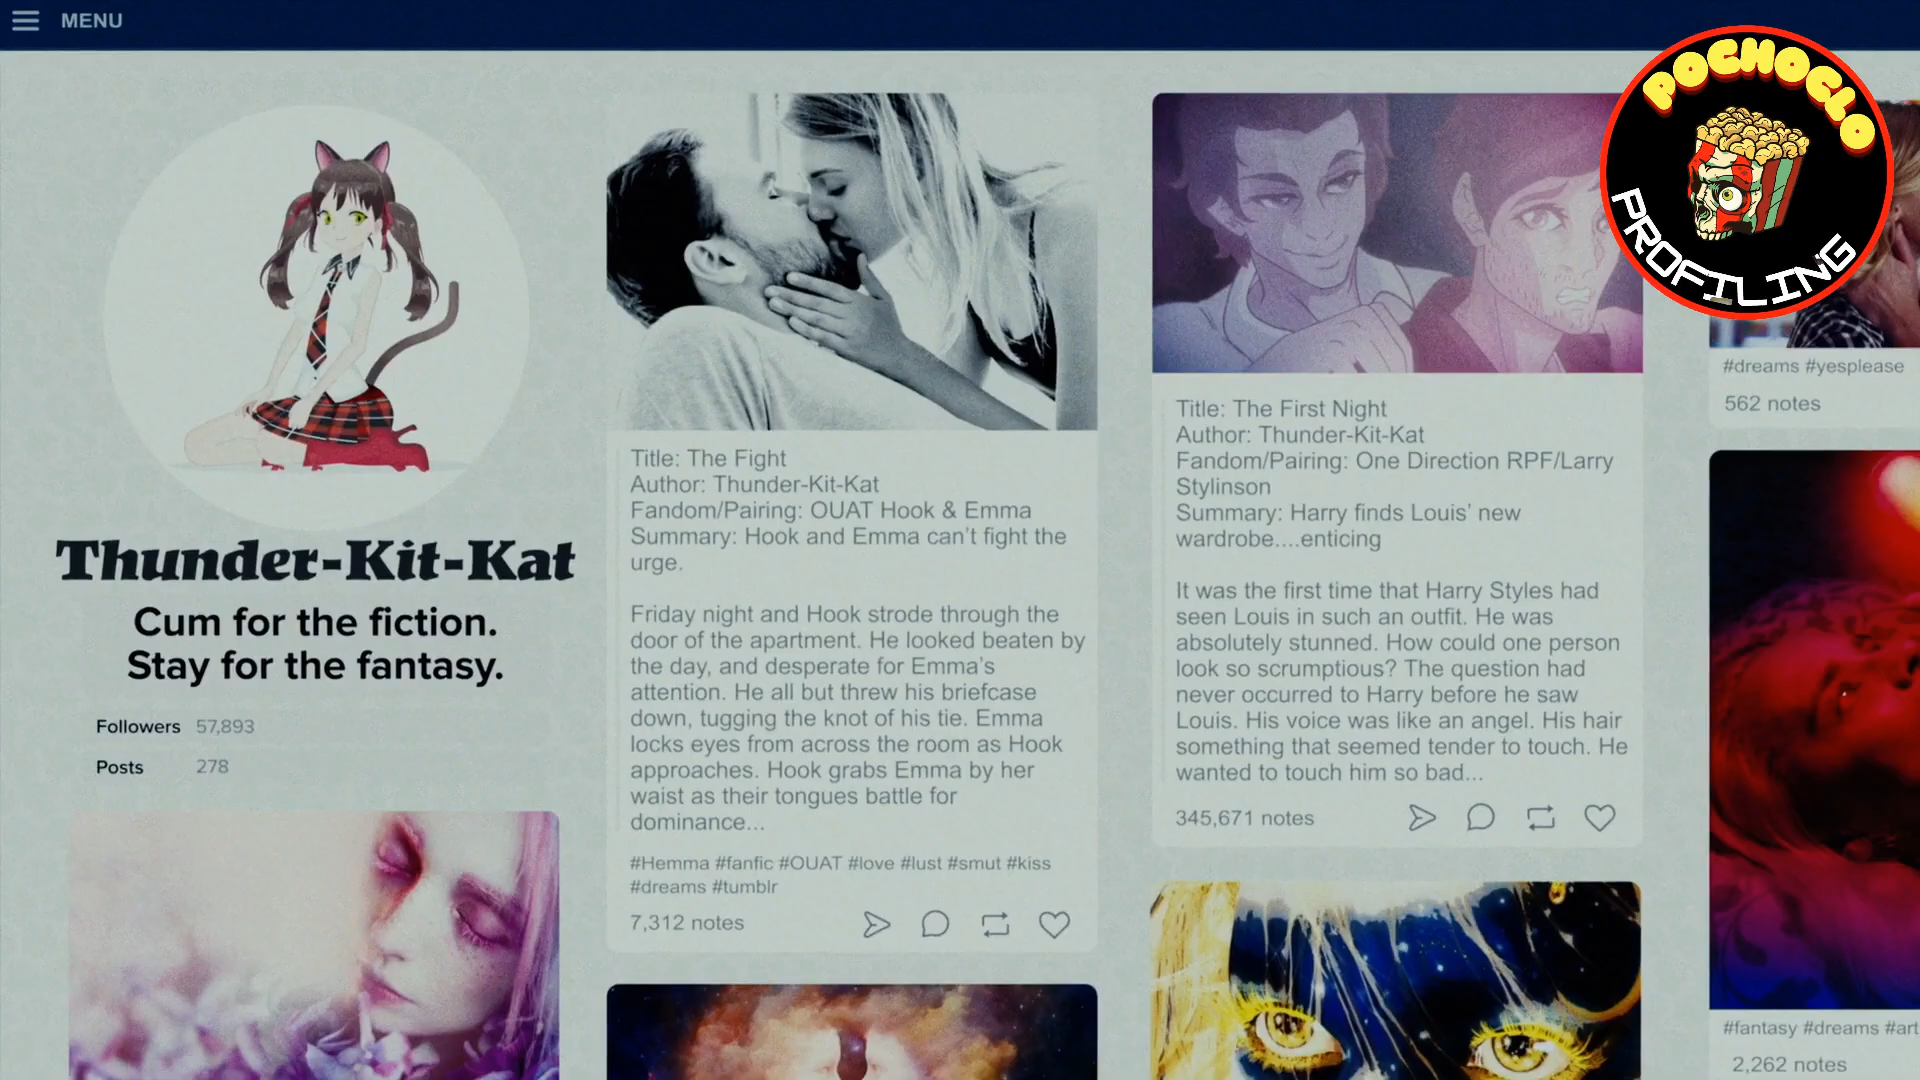 MENU
POCHOCLO
PROFILING
Thunder-Kit-Kat
Cum for the fiction.
Stay for the fantasy.
Followers 57,893
Posts 278
Title: The Fight
Author: Thunder-Kit-Kat
Fandom/Pairing: OUAT Hook & Emma
Summary: Hook and Emma can't fight the
urge.
Friday night and Hook strode through the
door of the apartment. He looked beaten by
the day, and desperate for Emma's
attention. He all but threw his briefcase
down, tugging the knot of his tie. Emma
locks eyes from across the room as Hook
approaches. Hook grabs Emma by her
waist as their tongues battle for
dominance...
#Hemma #fanfic #OUAT #love #lust #smut #kiss
#dreams #tumblr
7,312 notes
Title: The First Night
Author: Thunder-Kit-Kat
Fandom/Pairing: One Direction RPF/Larry
Stylinson
Summary: Harry finds Louis' new
wardrobe....enticing
It was the first time that Harry Styles had
seen Louis in such an outfit. He was
absolutely stunned. How could one person
look so scrumptious? The question had
never occurred to Harry before he saw
Louis. His voice was like an angel. His hair
something that seemed tender to touch. He
wanted to touch him so bad...
345,671 notes
#dreams #yesplease
562 notes
#fantasy #dreams #art
2,262 notes